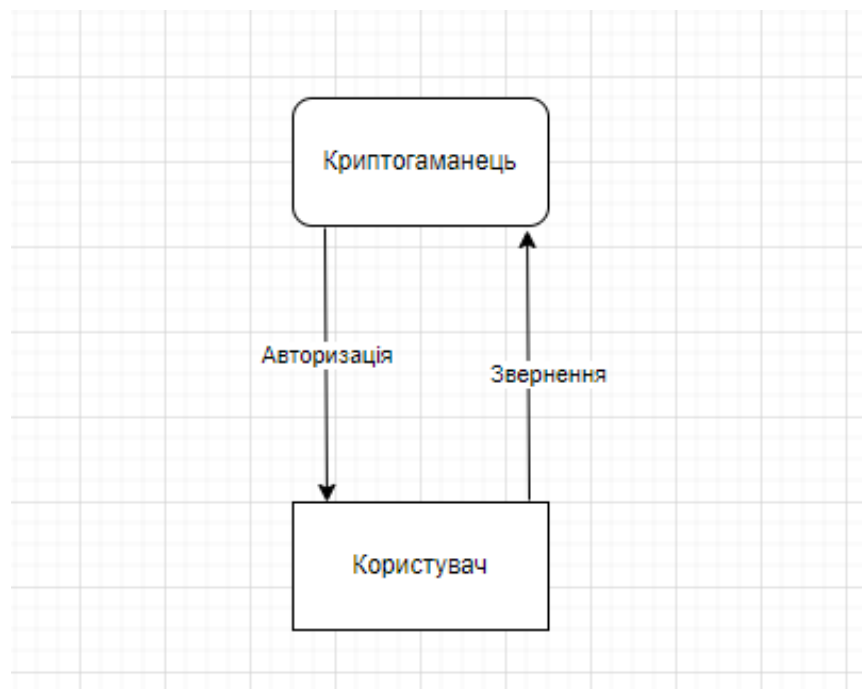 Криптогаманець
Авторизація
Звернення
Користувач